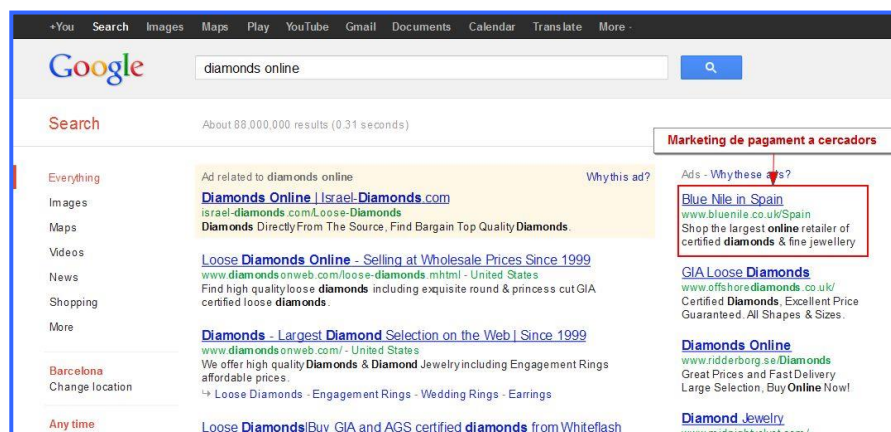 +You Search Images Maps Play YouTube Gmail Documents Calendar Translate More -
Google
diamonds online
Search
About 88,000,000 results (0.31 seconds)
Marketing de pagament a cercadors
Everything
Images
Maps
Videos
News
Shopping
More
Barcelona
Change location
Any time
Ad related to diamonds online Why this ad?
Diamonds Online | Israel-Diamonds.com
israel-diamonds.com/Loose-Diamonds
Diamonds Directly From The Source, Find Bargain Top Quality Diamonds.
Loose Diamonds Online - Selling at Wholesale Prices Since 1999
www.diamondsonweb.com/loose-diamonds.mhtml - United States
Find high quality loose diamonds including exquisite round & princess cut GIA
certified loose diamonds.
Diamonds - Largest Diamond Selection on the Web | Since 1999
www.diamondsonweb.com/ - United States
We offer high quality Diamonds & Diamond Jewelry including Engagement Rings
affordable prices.
Loose Diamonds - Engagement Rings - Wedding Rings - Earrings
Loose Diamonds|Buy GIA and AGS certified diamonds from Whiteflash
Ads - Why these ads?
Blue Nile in Spain
www.bluenile.co.uk/Spain
Shop the largest online retailer of
certified diamonds & fine jewellery
GIA Loose Diamonds
www.offshorediamonds.co.uk/
Certified Diamonds, Excellent Price
Guaranteed. All Shapes & Sizes.
Diamonds Online
www.ridderborg.se/Diamonds
Great Prices and Fast Delivery
Large Selection, Buy Online Now!
Diamond Jewelry